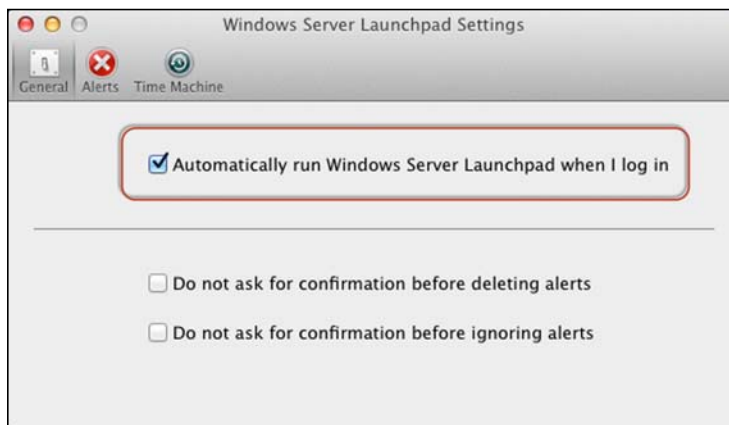 Windows Server Launchpad Settings
General Alerts Time Machine
Automatically run Windows Server Launchpad when I log in
Do not ask for confirmation before deleting alerts
Do not ask for confirmation before ignoring alerts